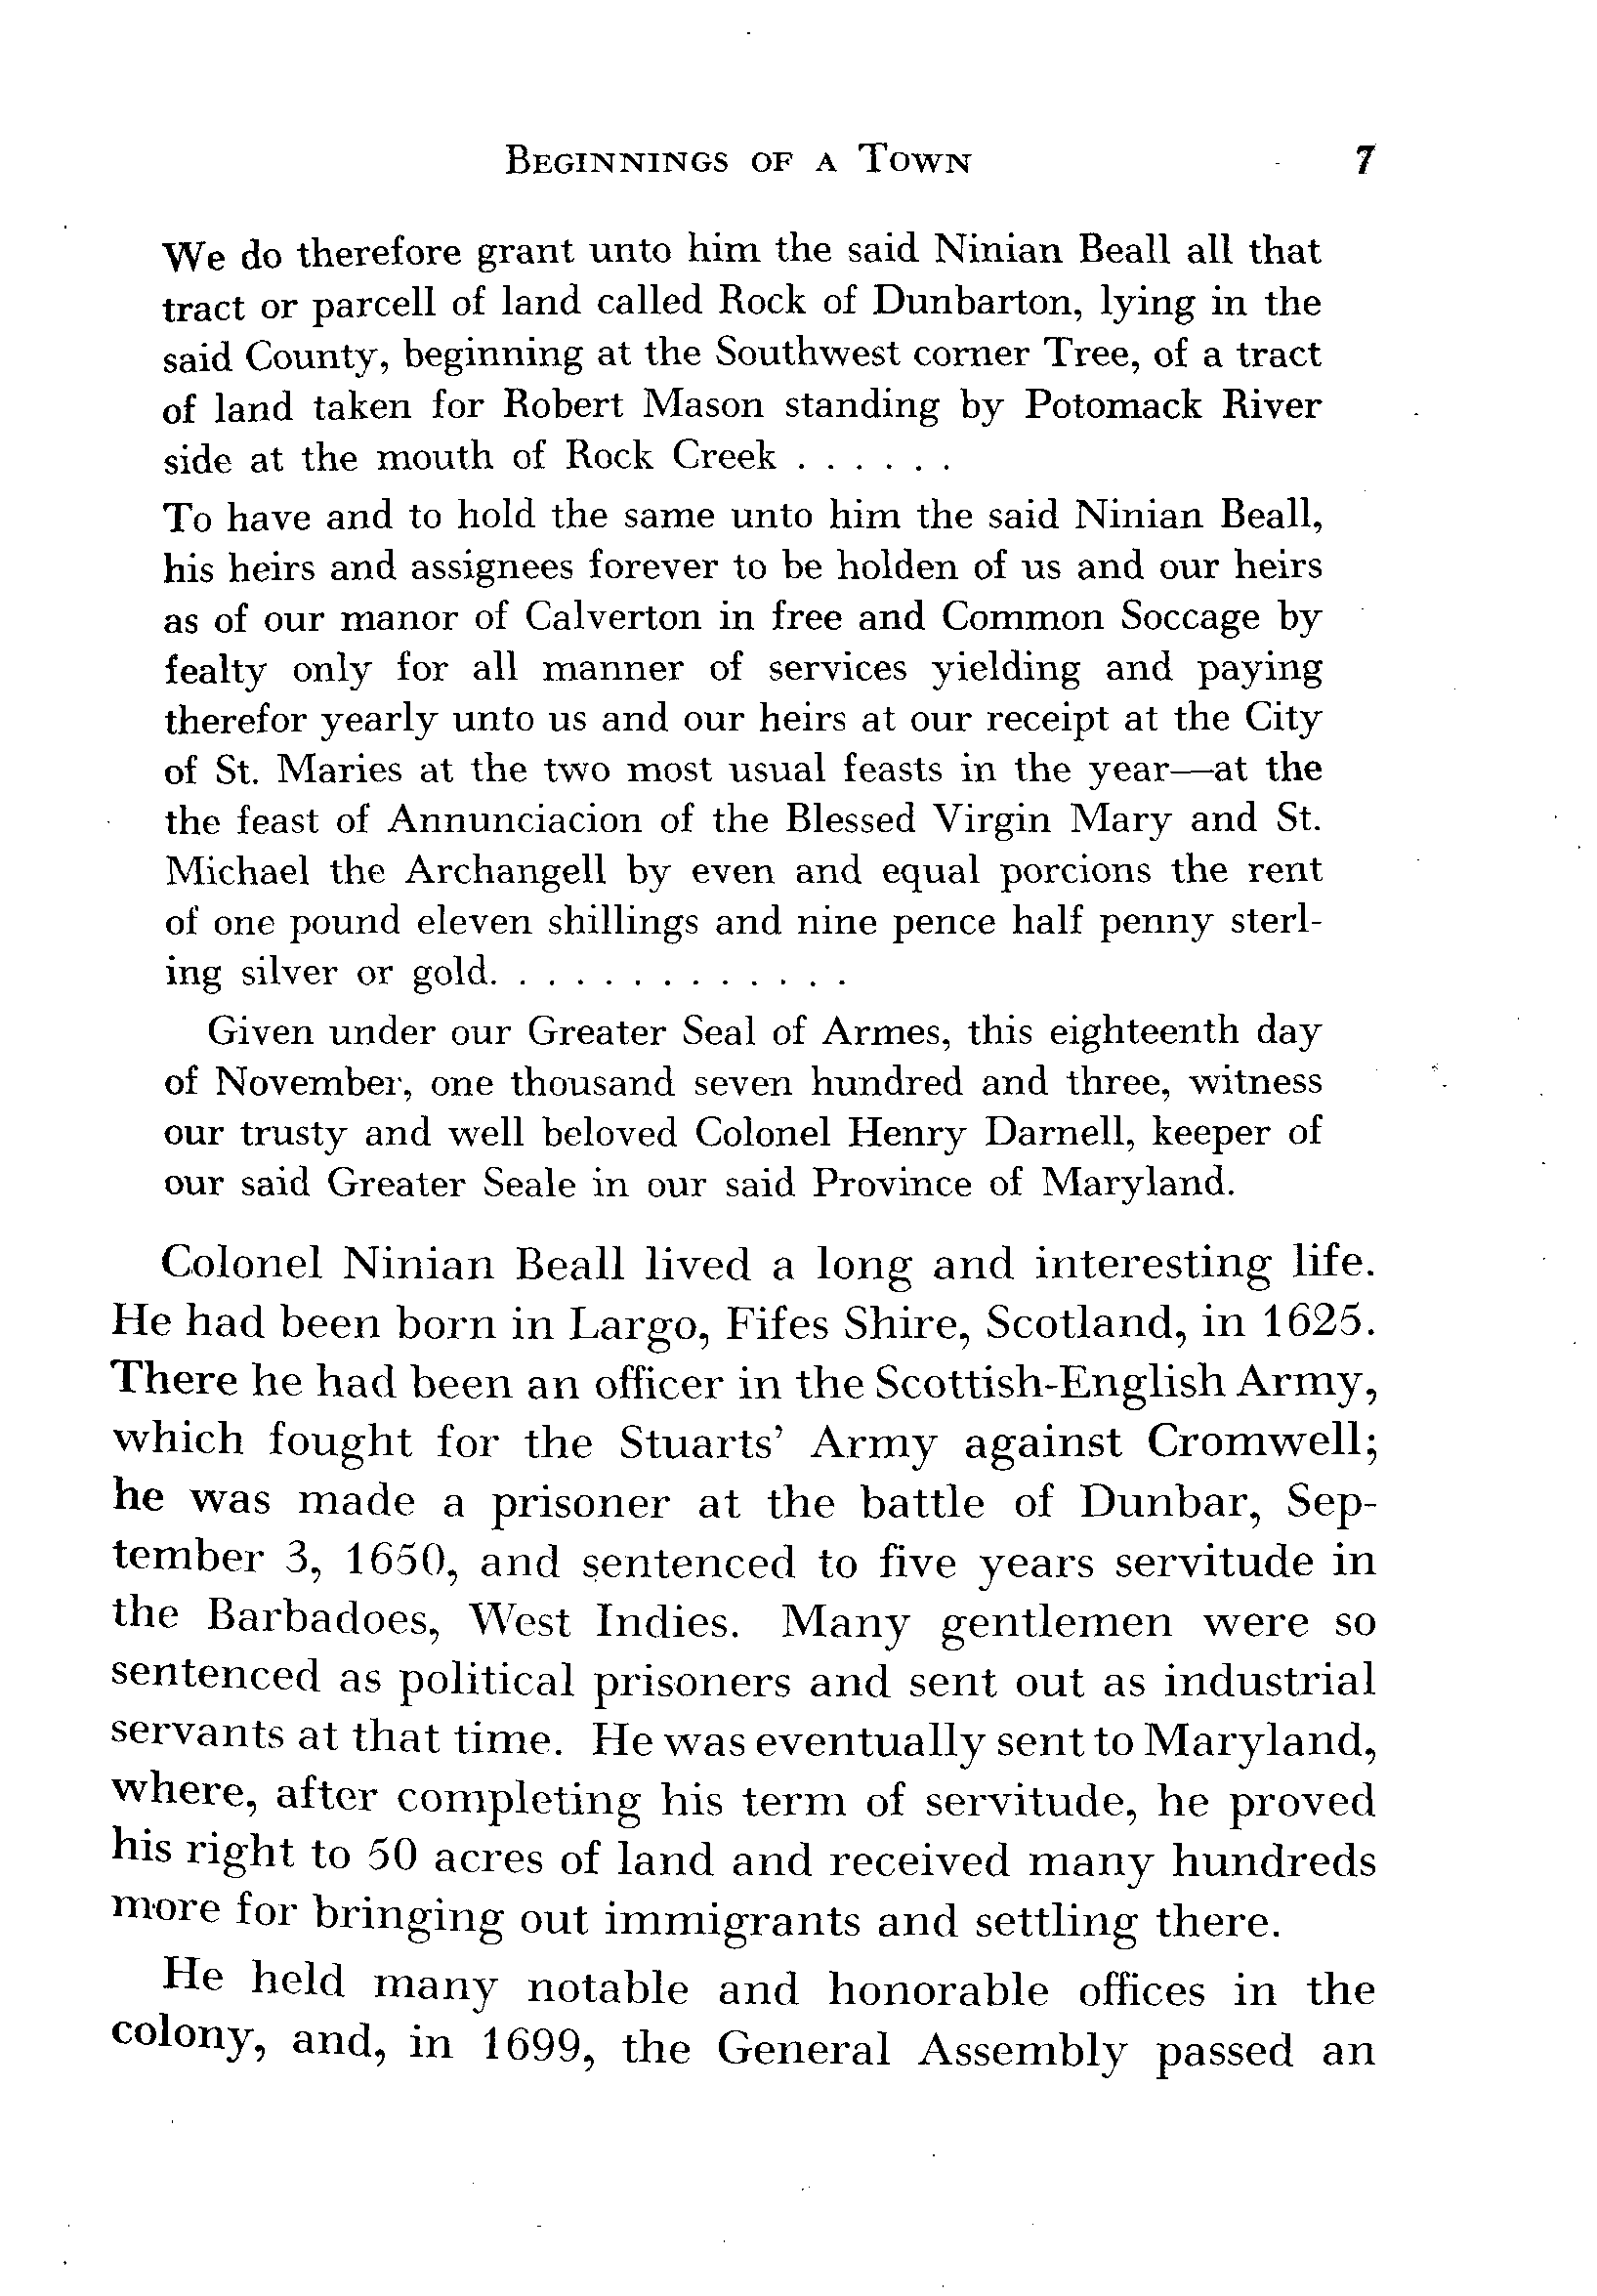 BEGINNINGS OF A TOWN 7
We do therefore grant unto him the said Ninian Beall all that
tract or parcell of land called Rock of Dunbarton, lying in the
said County, beginning at the Southwest corner Tree, of a tract
of land taken for Robert Mason standing by Potomack River
side at the mouth of Rock Creek . . . . . .
To have and to hold the same unto him the said Ninian Beall,
his heirs and assignees forever to be holden of us and our heirs
as of our manor of Calverton in free and Common Soccage by
fealty only for all manner of services yielding and paying
therefor yearly unto us and our heirs at our receipt at the City
of St. Maries at the two most usual feasts in the year—at the
the feast of Annunciacion of the Blessed Virgin Mary and St.
Michael the Archangell by even and equal porcions the rent
of one pound eleven shillings and nine pence half penny sterl-
ing silver or gold. . . . . . . . . . . . .
Given under our Greater Seal of Armes, this eighteenth day
of November, one thousand seven hundred and three, witness
our trusty and well beloved Colonel Henry Darnell, keeper of
our said Greater Seale in our said Province of Maryland.
Colonel Ninian Beall lived a long and interesting life.
He had been born in Largo, Fifes Shire, Scotland, in 1625.
There he had been an officer in the Scottish-English Army,
which fought for the Stuarts' Army against Cromwell;
he was made a prisoner at the battle of Dunbar, Sep-
tember 3, 1650, and sentenced to five years servitude in
the Barbadoes, West Indies. Many gentlemen were so
sentenced as political prisoners and sent out as industrial
servants at that time. He was eventually sent to Maryland,
where, after completing his term of servitude, he proved
his right to 50 acres of land and received many hundreds
more for bringing out immigrants and settling there.
He held many notable and honorable offices in the
colony, and, in 1699, the General Assembly passed an